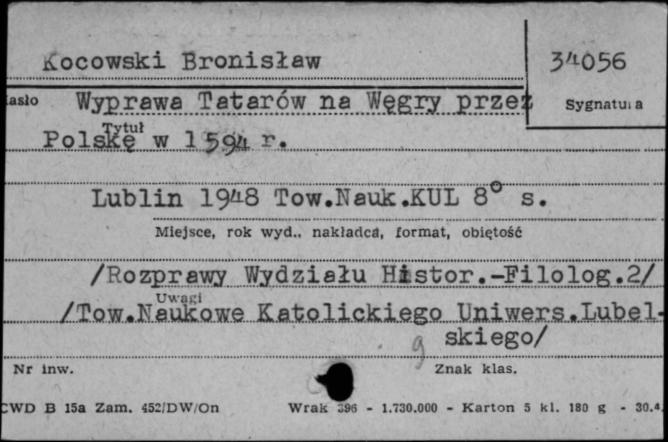 Kocowski Bronisław
34056
asło Wyprawa Tatarów na Węgry przez
Sygnatura
Tytuł
Polskę w 1594 r.
Lublin 1948 Tow.Nauk.KUL 8° s.
Miejsce, rok wyd., nakładca, format, objętość
/Rozprawy Wydziału Histor.-Filolog.2/
Uwagi
/Tow.Naukowe Katolickiego Uniwers.Lubel-
skiego/
9
Nr inw.
Znak klas.
CWD B 15a Zam. 452/DW/On Wrak 396 - 1.730.000 - Karton 5 kl. 180 g - 30.4.